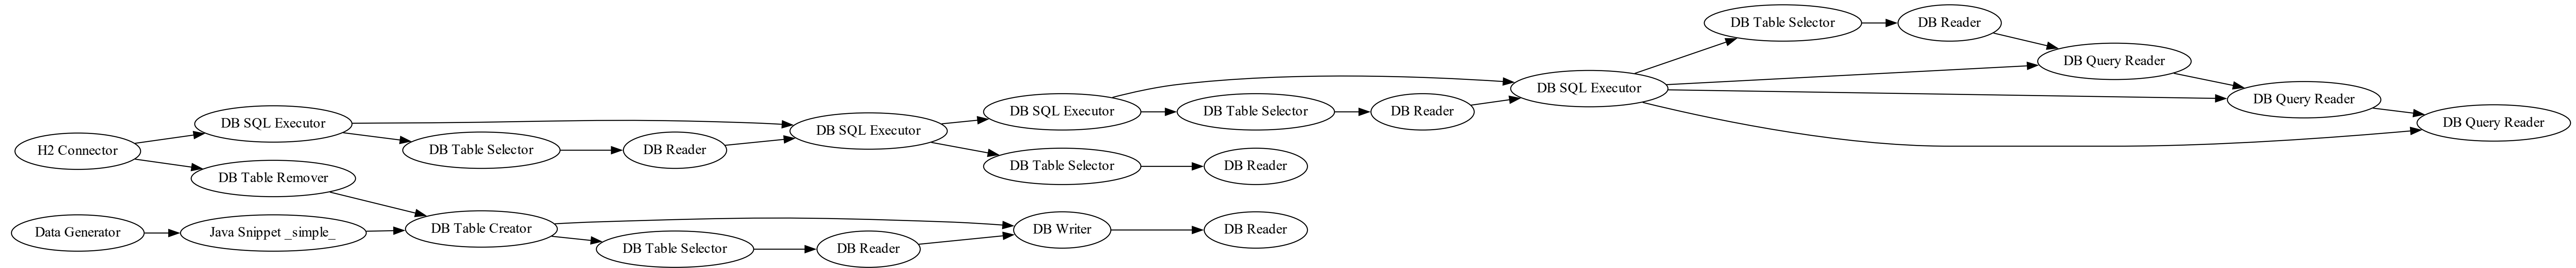 DB Table Selector
DB Reader
DB Query Reader
DB SQL Executor
DB Query Reader
DB SQL Executor
DB Table Selector
DB Reader
DB Query Reader
DB SQL Executor
DB SQL Executor
H2 Connector
DB Table Selector
DB Reader
DB Table Selector
DB Reader
DB Table Remover
Data Generator
Java Snippet _simple_
DB Table Creator
DB Writer
DB Reader
DB Table Selector
DB Reader